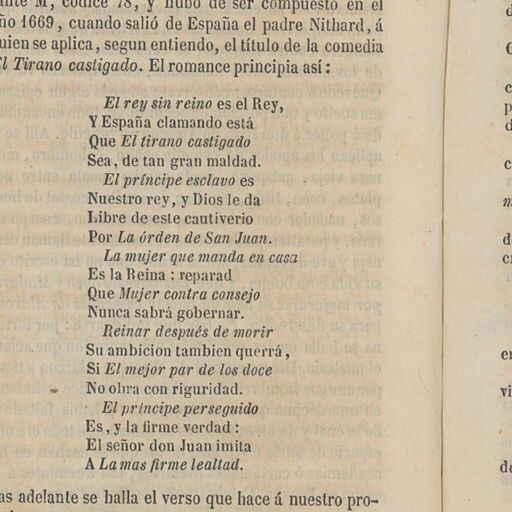 ante M, códice 78, y hubo de ser compuesto en el
ño 1669, cuando salió de España el padre Nithard, á
uien se aplica, segun entiendo, el título de la comedia
El Tirano castigado. El romance principia así:
El rey sin reino es el Rey,
Y España clamando está
Que El tirano castigado
Sea, de tan gran maldad.
El príncipe esclavo es
Nuestro rey, y Dios le da
Libre de este cautiverio
Por La órden de San Juan.
La mujer que manda en casa
Es la Reina: reparad
Que Mujer contra consejo
Nunca sabrá gobernar.
Reinar después de morir
Su ambicion tambien querrá,
Si El mejor par de los doce
No obra con riguridad.
El príncipe perseguido
Es, y la firme verdad:
El señor don Juan imita
A La mas firme lealtad.
as adelante se halla el verso que hace á nuestro pro-